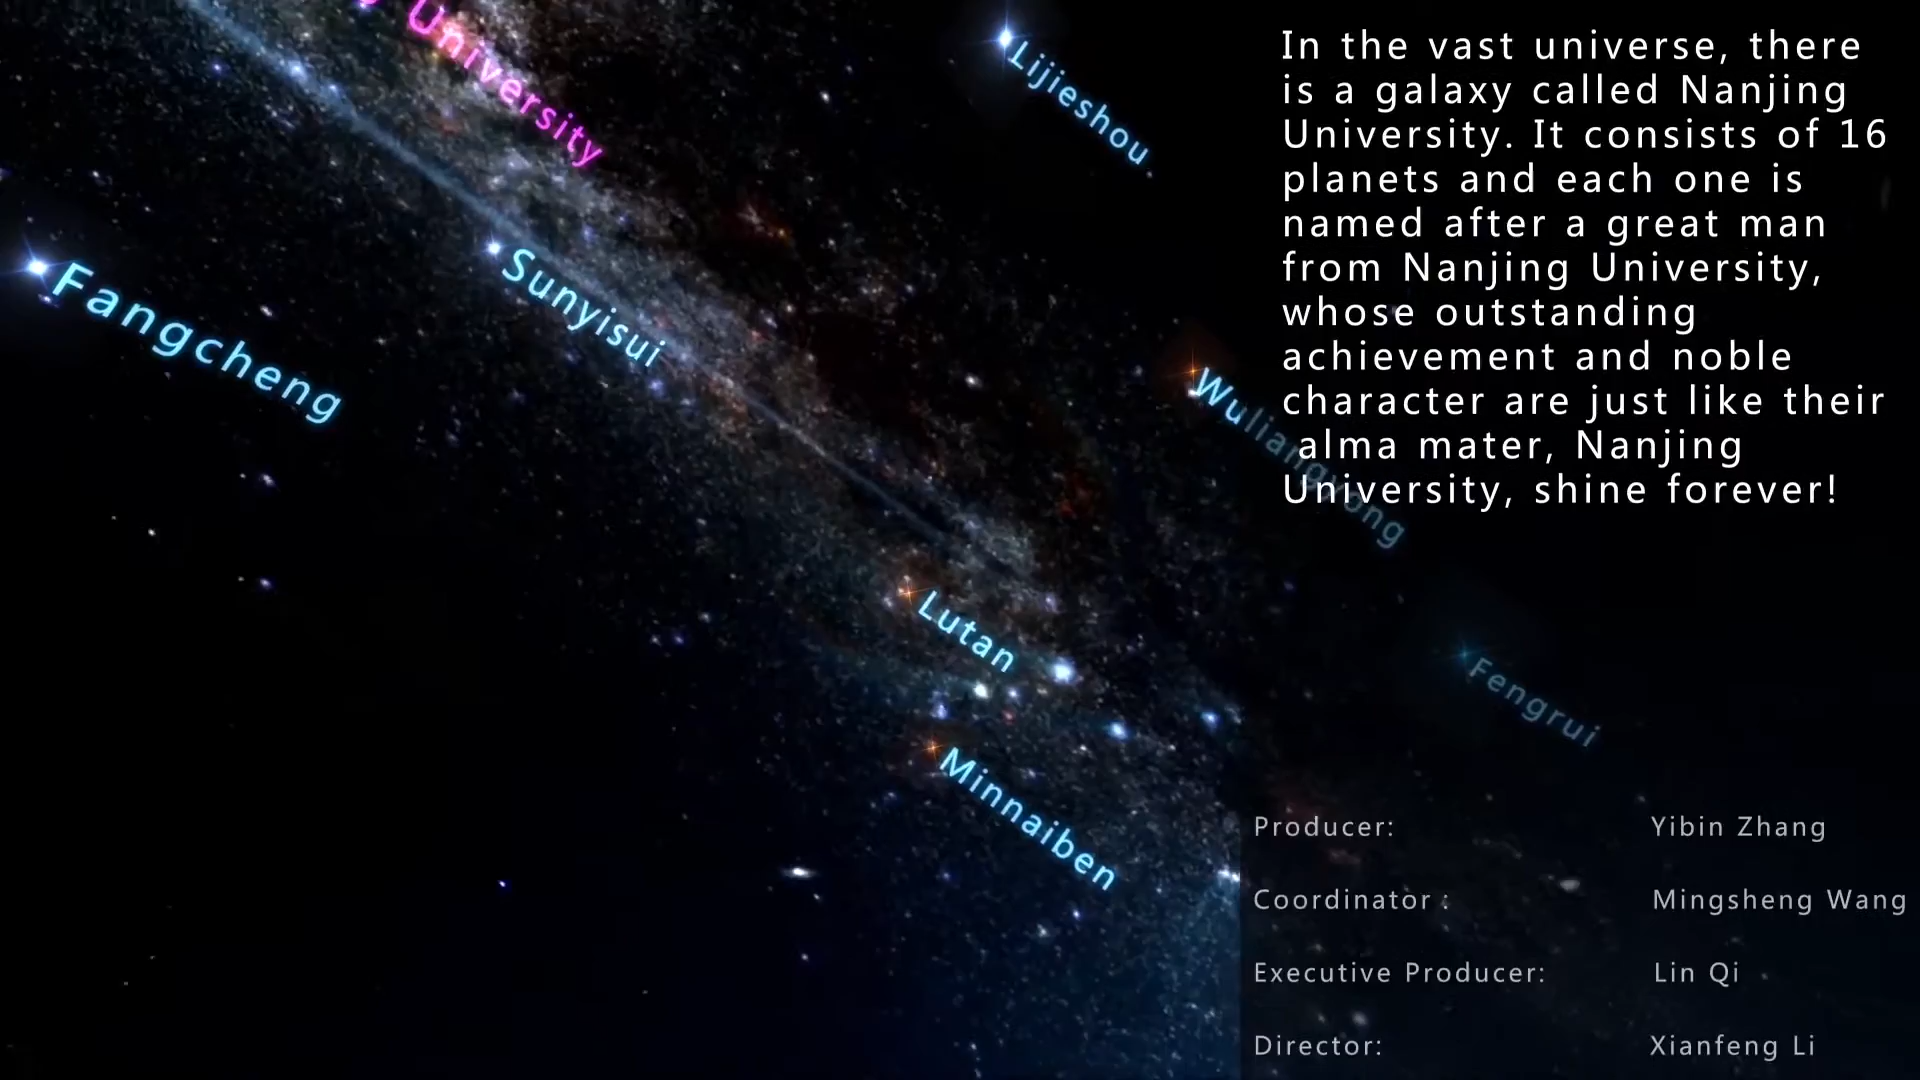 University
Lijieshou
Fangcheng
Sunyisui
Wuliangyong
Lutan
Fengrui
Minnaiben
In the vast universe, there
is a galaxy called Nanjing
University. It consists of 16
planets and each one is
named after a great man
from Nanjing University,
whose outstanding
achievement and noble
character are just like their
alma mater, Nanjing
University, shine forever!
Producer: Yibin Zhang
Coordinator : Mingsheng Wang
Executive Producer: Lin Qi
Director: Xianfeng Li